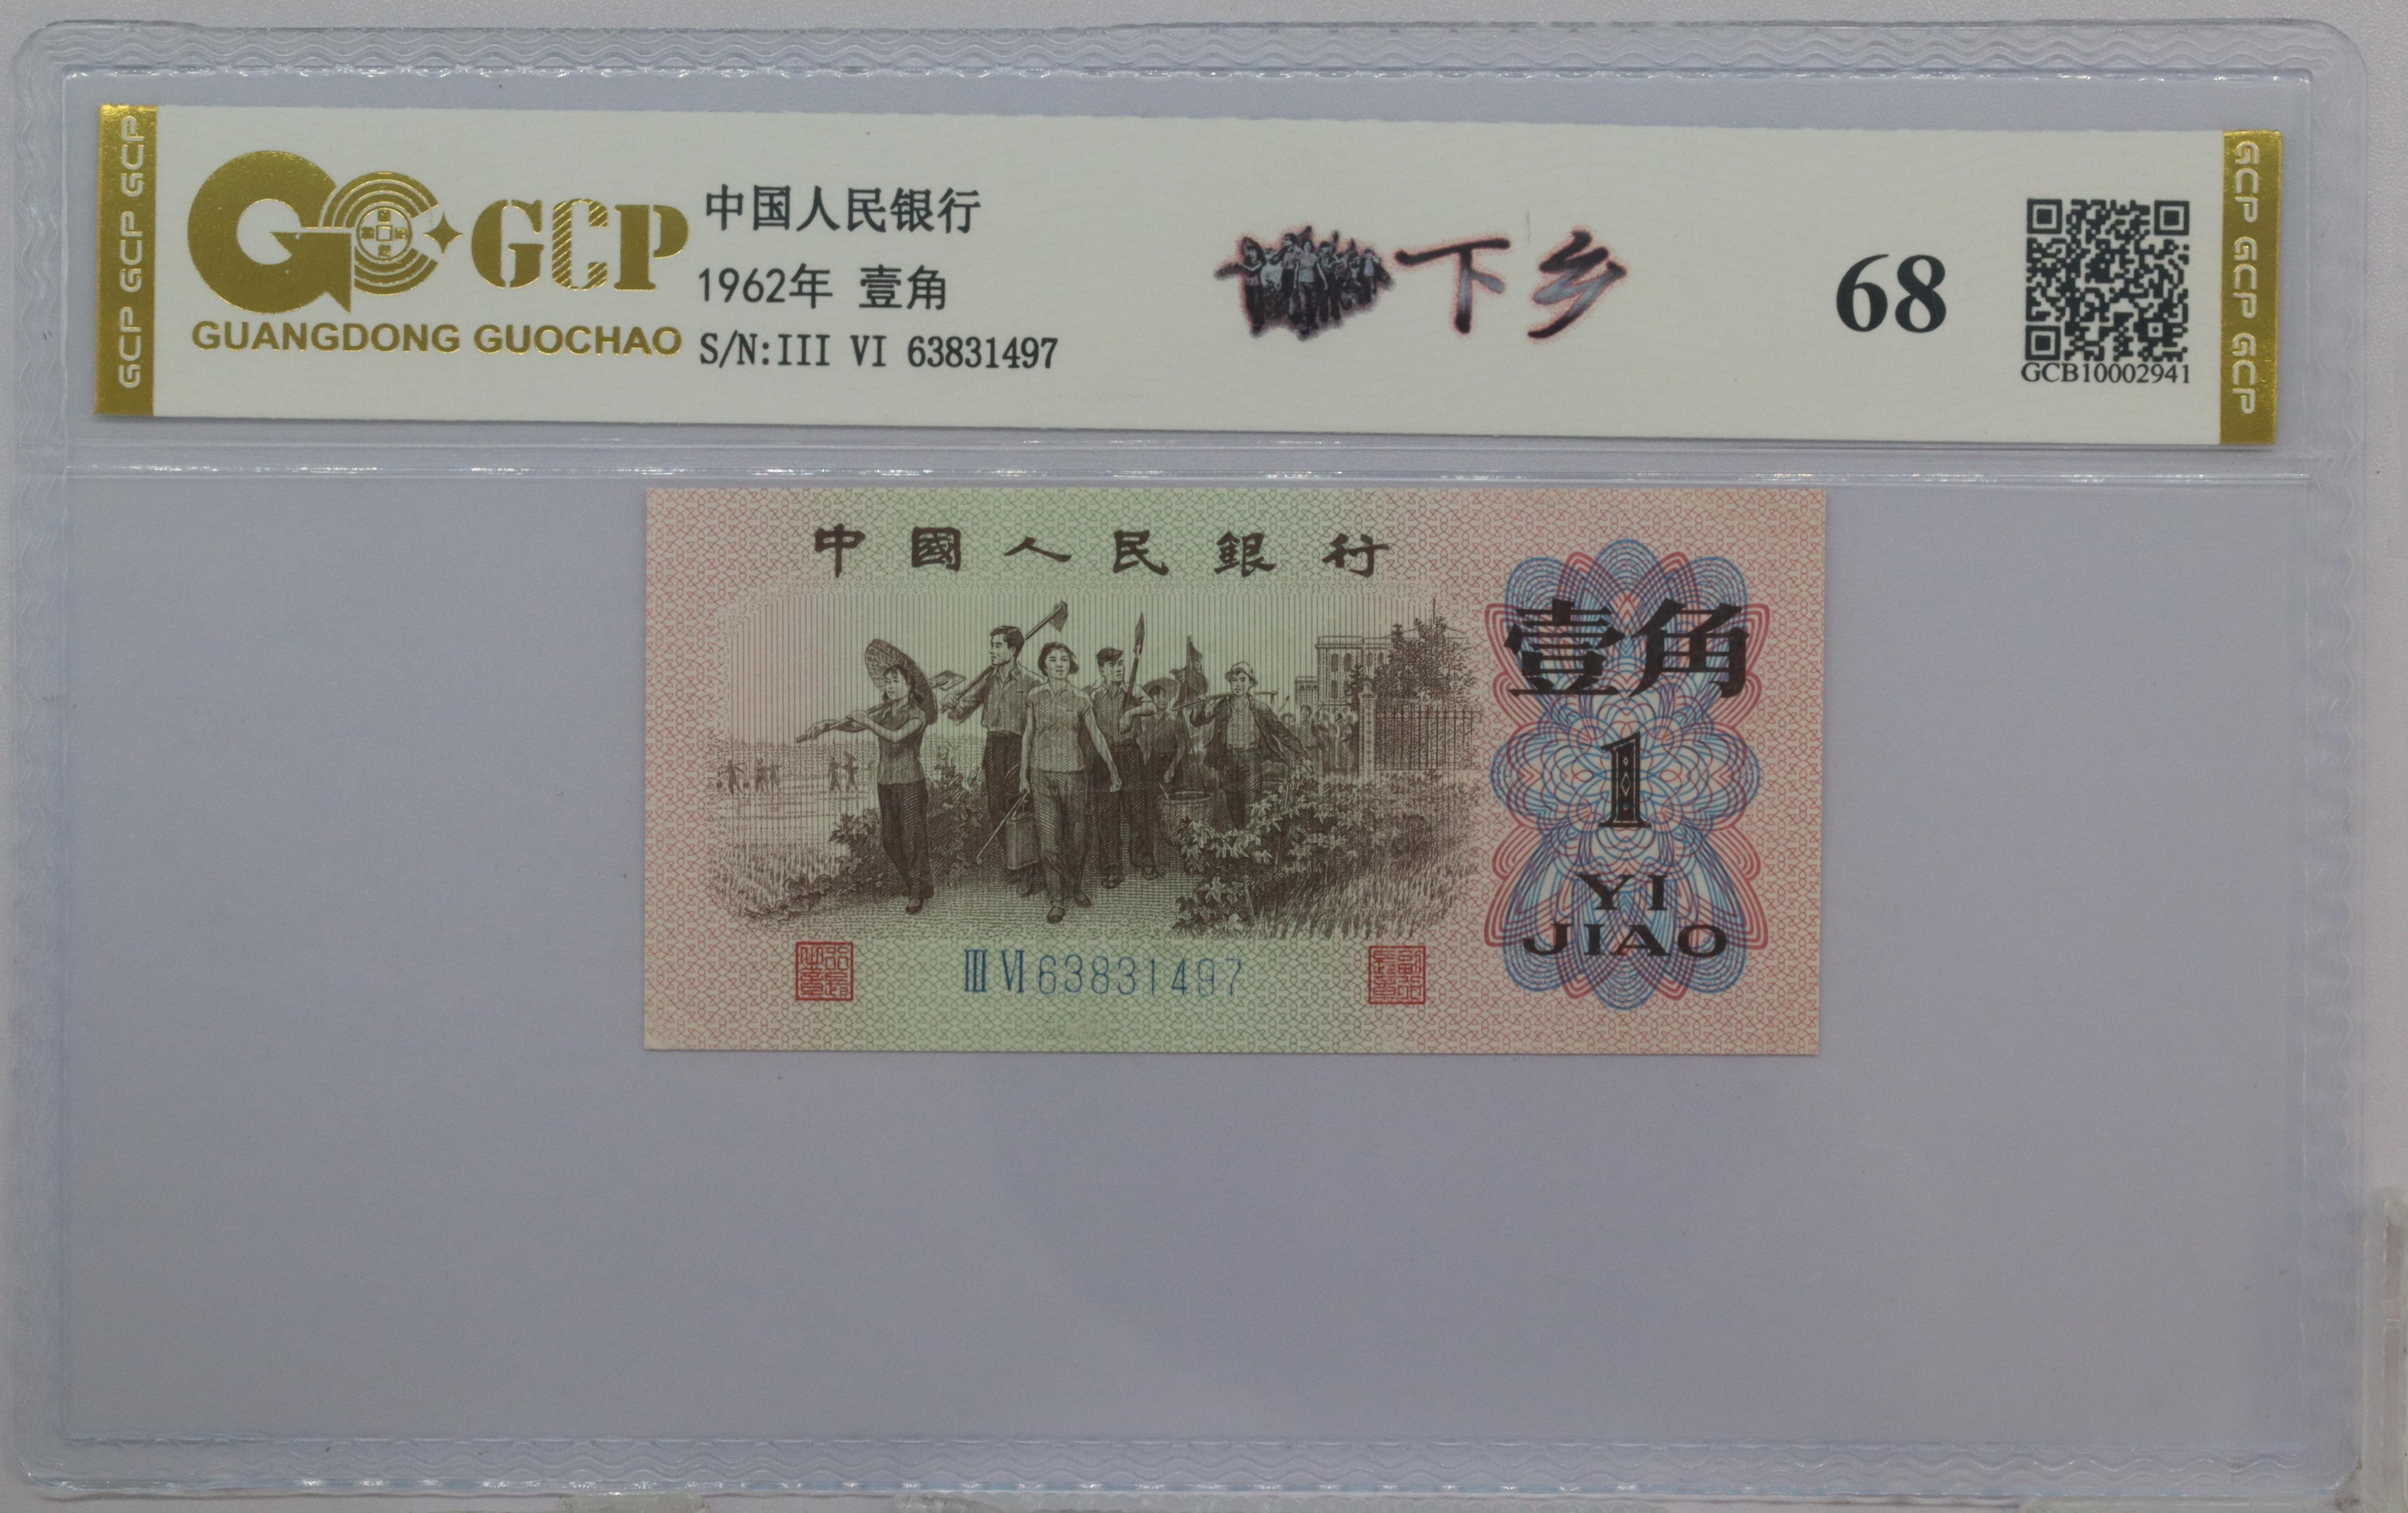 GCP GCP GCP
GCP
GUANGDONG GUOCHAO
中国人民银行
1962年 壹角
S/N:III VI 63831497
下乡
68
GCB10002941
GCP GCP GCP
中國人民銀行
壹角
1
YI
JIAO
III VI 63831497